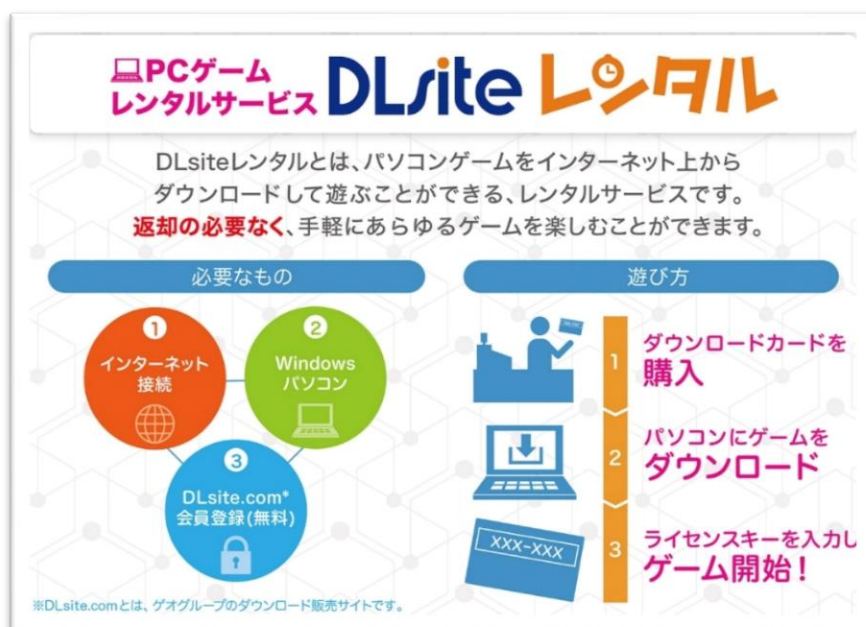 PCゲーム
レンタルサービス
DLsite レンタル
DLsiteレンタルとは、パソコンゲームをインターネット上から
ダウンロードして遊ぶことができる、レンタルサービスです。
返却の必要なく、手軽にあらゆるゲームを楽しむことができます。
必要なもの
1
インターネット
接続
2
Windows
パソコン
3
DLsite.com*
会員登録(無料)
※DLsite.comとは、ゲオグループのダウンロード販売サイトです。
遊び方
1
ダウンロードカードを
購入
2
パソコンにゲームを
ダウンロード
XXX-XXX
3
ライセンスキーを入力し
ゲーム開始!